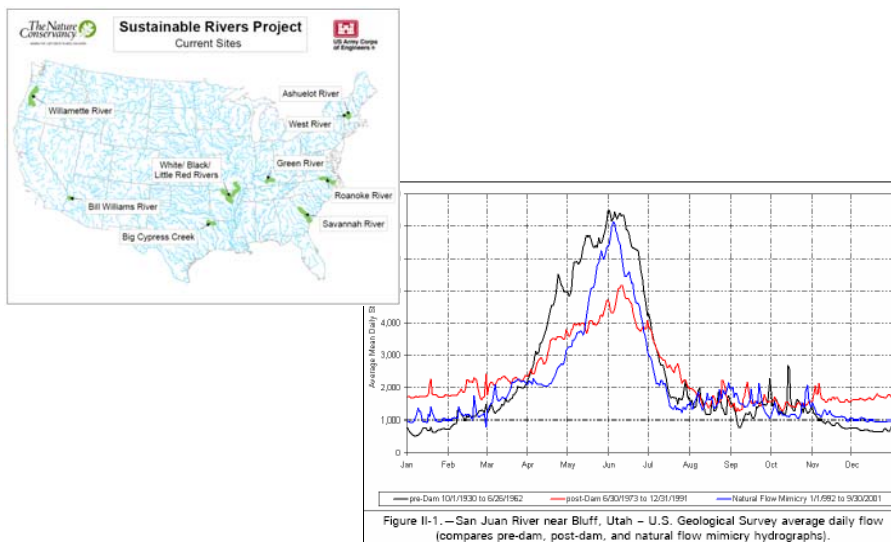 The Nature
Conservancy
Sustainable Rivers Project
Current Sites
US Army Corps
of Engineers
Ashuelot River
Willamette River
West River
White/ Black/
Little Red Rivers
Green River
Roanoke River
Bill Williams River
Savannah River
Big Cypress Creek
Average Mean Daily St
4,000
3,000
2,000
1,000
0
Jan Feb Mar Apr May Jun Jul Aug Sep Oct Nov Dec
pre-Dam 10/1/1930 to 6/26/1962 post-Dam 6/30/1973 to 12/31/1991 Natural Flow Mimicry 1/1/992 to 9/30/2001
Figure II-1.—San Juan River near Bluff, Utah – U.S. Geological Survey average daily flow
(compares pre-dam, post-dam, and natural flow mimicry hydrographs).